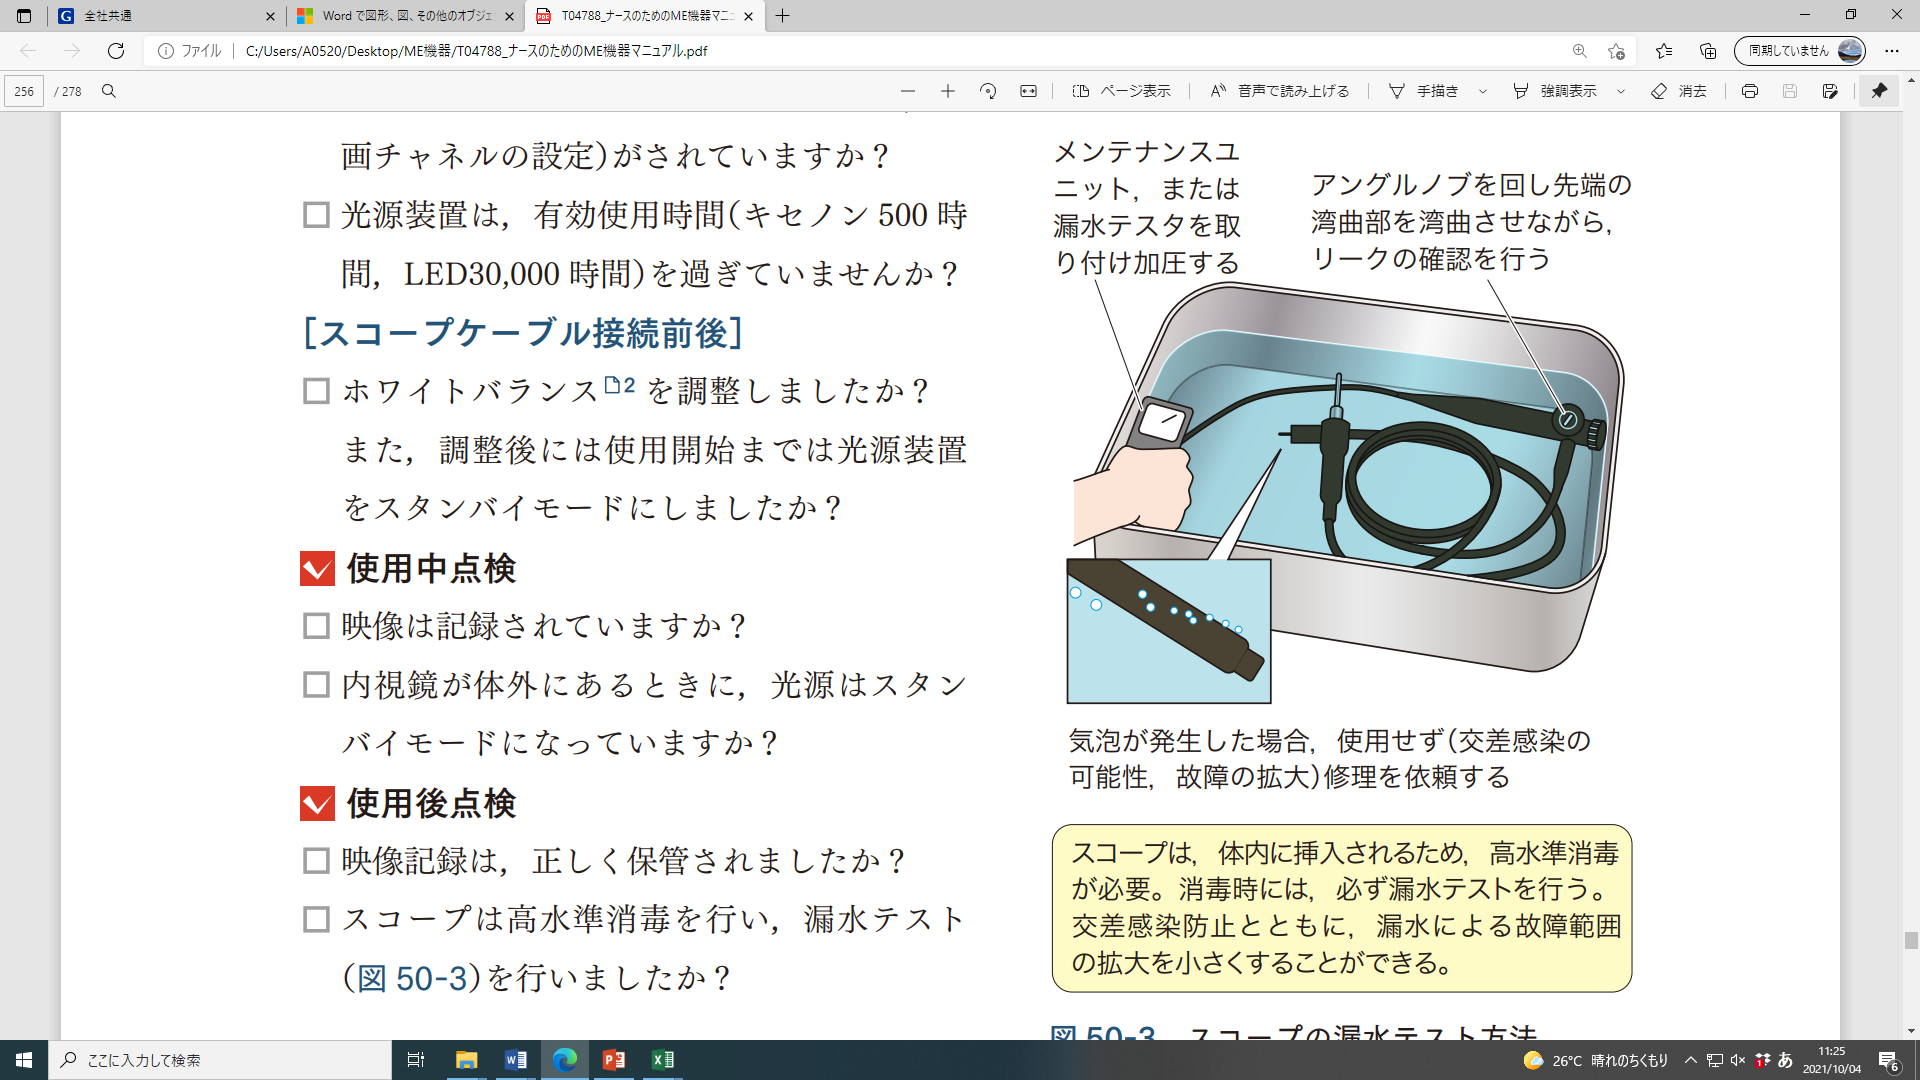 全社共通
Word で図形、図、その他のオブジェ
T04788_ナースのためのME機器マニュ
ファイル
C:/Users/A0520/Desktop/ME機器/T04788_ナースのためのME機器マニュアル.pdf
同期していません
256 / 278
ページ表示
音声で読み上げる
手描き
強調表示
消去
画チャネルの設定)がされていますか？
□ 光源装置は，有効使用時間(キセノン 500 時
間，LED30,000 時間)を過ぎていませんか？
［スコープケーブル接続前後］
□ ホワイトバランス2 を調整しましたか？
また，調整後には使用開始までは光源装置
をスタンバイモードにしましたか？
使用中点検
□ 映像は記録されていますか？
□ 内視鏡が体外にあるときに，光源はスタン
バイモードになっていますか？
使用後点検
□ 映像記録は，正しく保管されましたか？
□ スコープは高水準消毒を行い，漏水テスト
(図 50-3)を行いましたか？
メンテナンスユ
ニット，または
漏水テスタを取
り付け加圧する
アングルノブを回し先端の
湾曲部を湾曲させながら，
リークの確認を行う
気泡が発生した場合，使用せず(交差感染の
可能性，故障の拡大)修理を依頼する
スコープは，体内に挿入されるため，高水準消毒
が必要。消毒時には，必ず漏水テストを行う。
交差感染防止とともに，漏水による故障範囲
の拡大を小さくすることができる。
図 50-3 スコープの漏水テスト方法
ここに入力して検索
26°C 晴れのちくもり
あ
11:25
2021/10/04
6